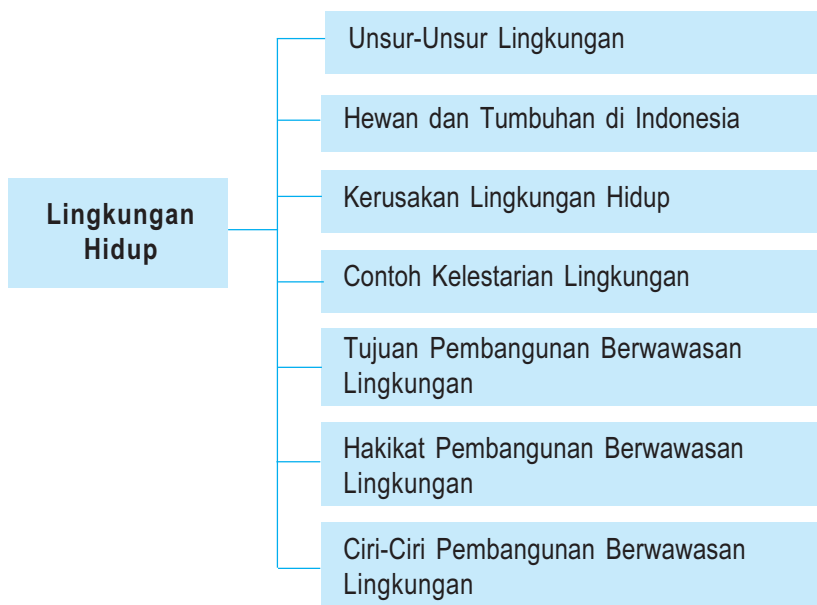 Unsur-Unsur Lingkungan
Hewan dan Tumbuhan di Indonesia
Kerusakan Lingkungan Hidup
Lingkungan
Hidup
Contoh Kelestarian Lingkungan
Tujuan Pembangunan Berwawasan
Lingkungan
Hakikat Pembangunan Berwawasan
Lingkungan
Ciri-Ciri Pembangunan Berwawasan
Lingkungan